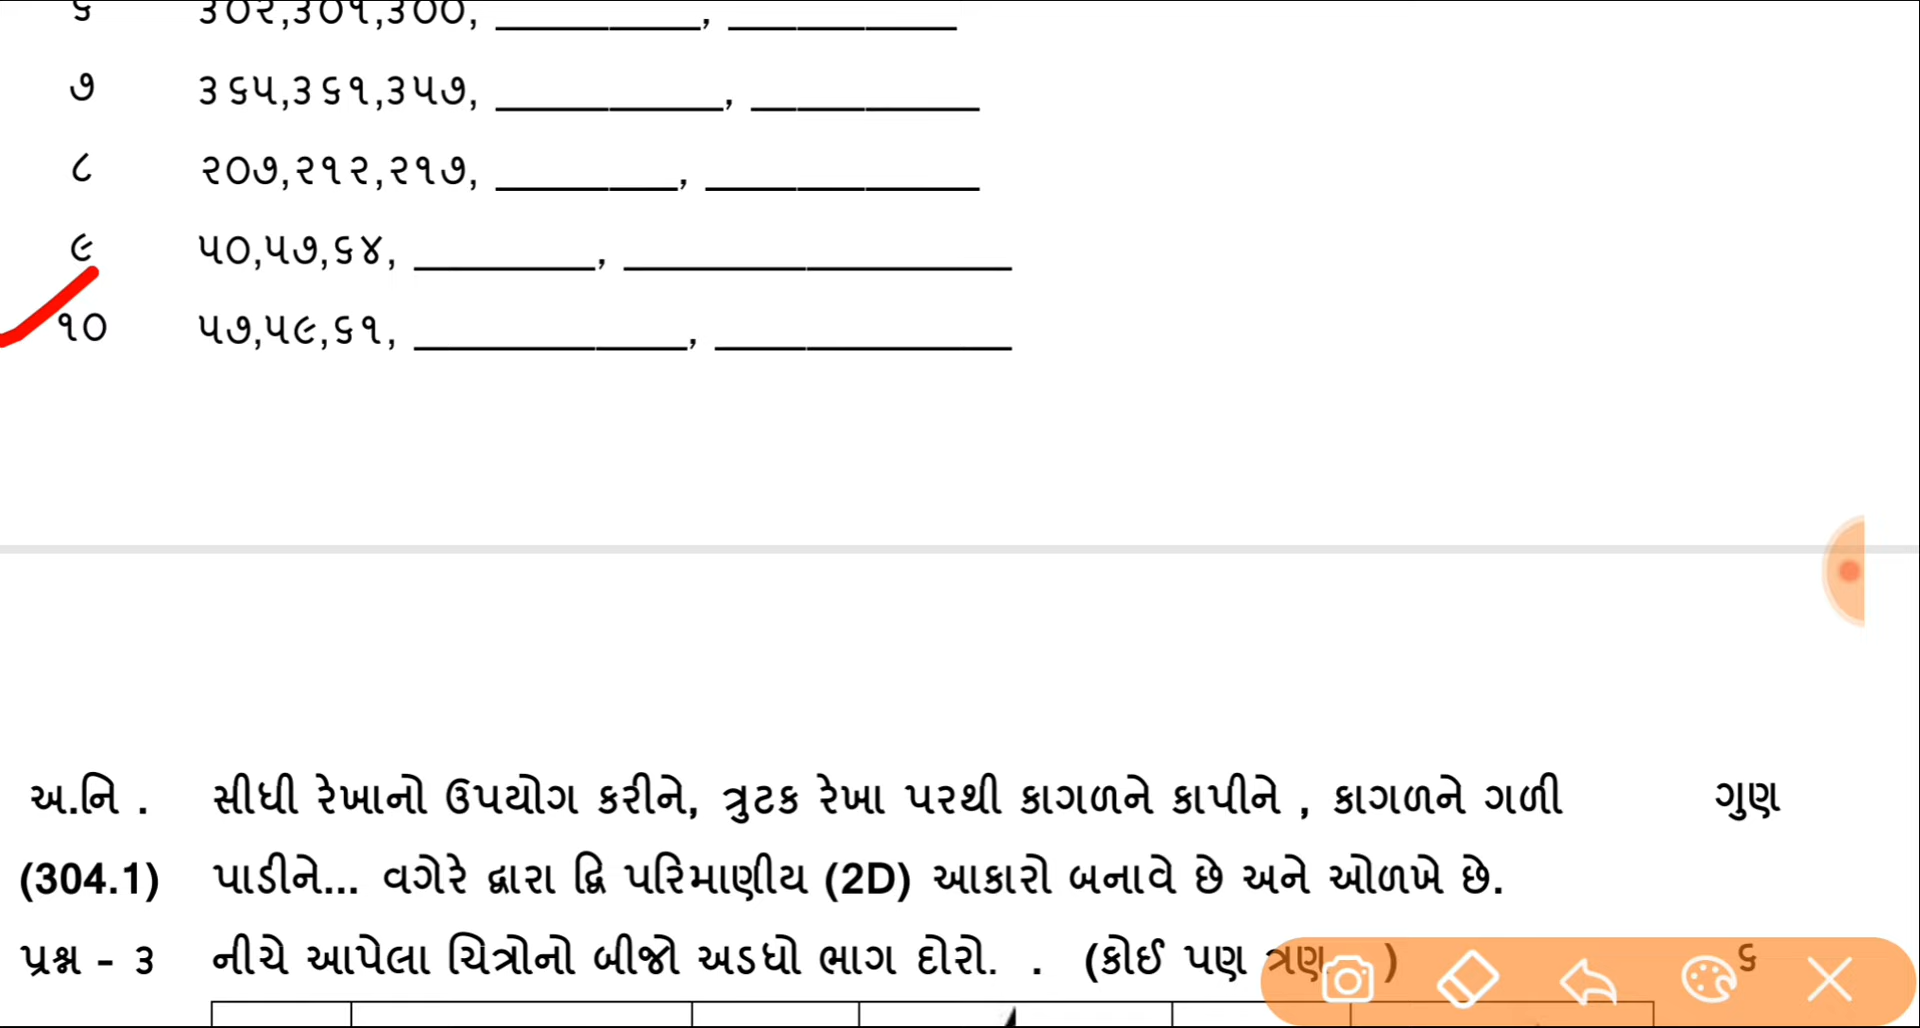 ૬ ૩૦૨,૩૦૧,૩૦૦, ________, ________
૭ ૩૬૫,૩૬૧,૩૫૭, ________, ________
૮ ૨૦૭,૨૧૨,૨૧૭, ________, ________
૯ ૫૦,૫૭,૬૪, ________, ________
૧૦ ૫૭,૫૯,૬૧, ________, ________
અ.નિ . સીધી રેખાનો ઉપયોગ કરીને, ત્રુટક રેખા પરથી કાગળને કાપીને , કાગળને ગળી ગુણ
(304.1) પાડીને... વગેરે દ્વારા દ્વિ પરિમાણીય (2D) આકારો બનાવે છે અને ઓળખે છે.
પ્રશ્ન - ૩ નીચે આપેલા ચિત્રોનો બીજો અડધો ભાગ દોરો. . (કોઈ પણ ત્રણ ) ૬